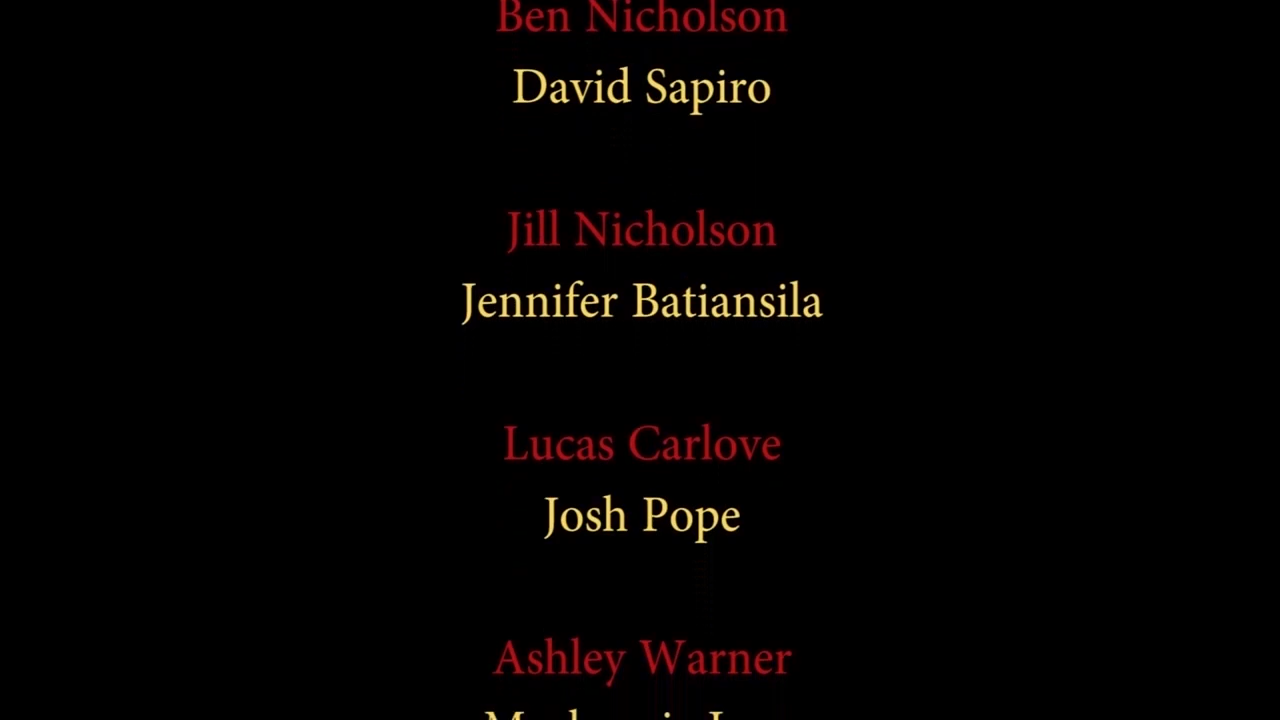 Ben Nicholson
David Sapiro
Jill Nicholson
Jennifer Batiansila
Lucas Carlove
Josh Pope
Ashley Warner